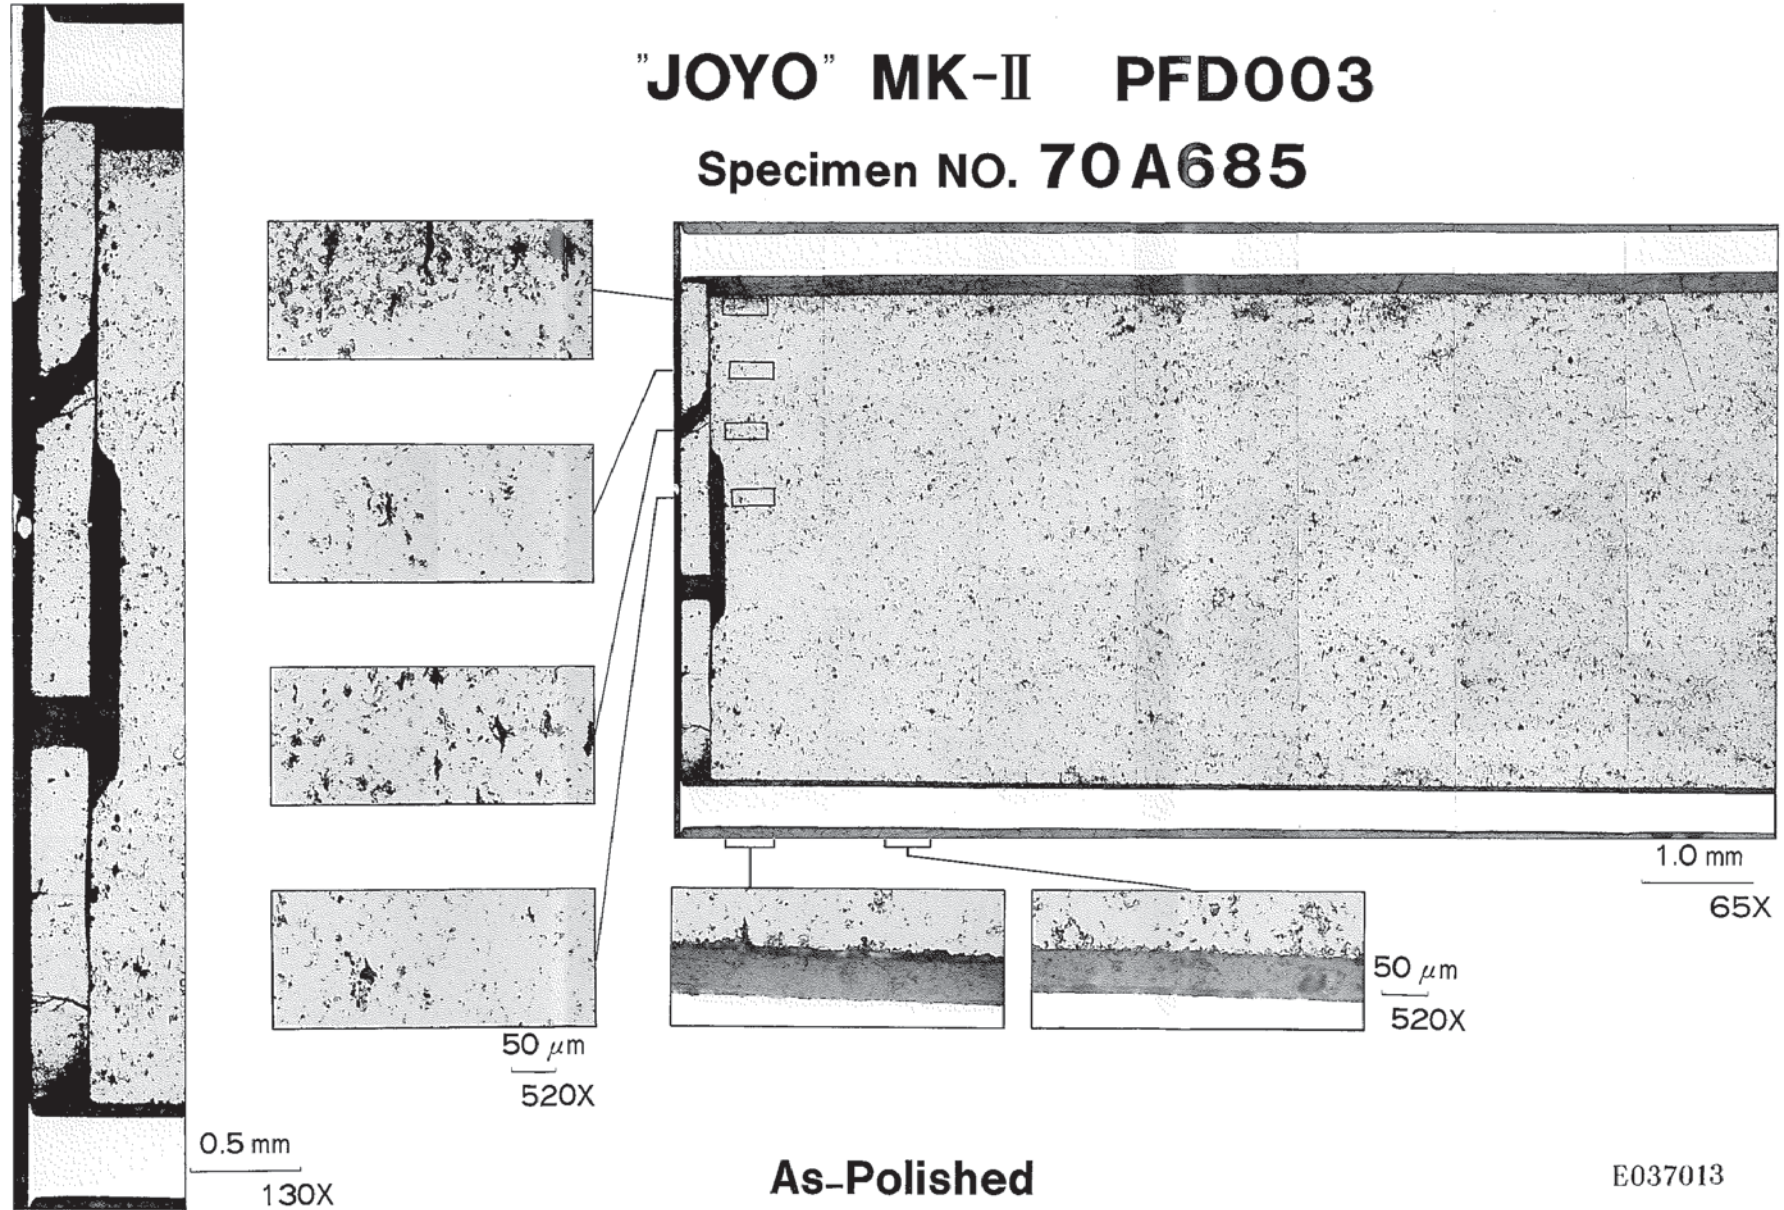 "JOYO" MK-Ⅱ PFD003
Specimen NO. 70A685
1.0 mm
65X
50 μm
520X
50 μm
520X
0.5 mm
130X
As-Polished
E037013